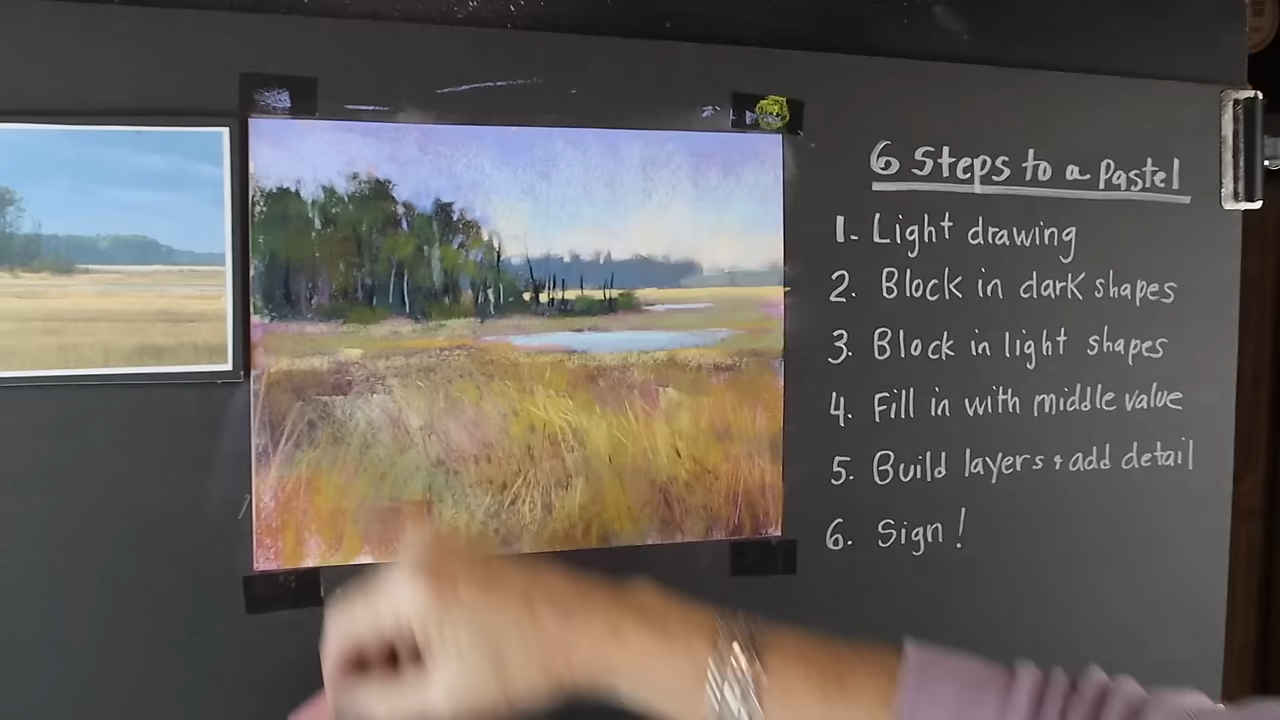 6 Steps to a Pastel
1. Light drawing
2. Block in dark shapes
3. Block in light shapes
4. Fill in with middle value
5. Build layers + add detail
6. Sign!